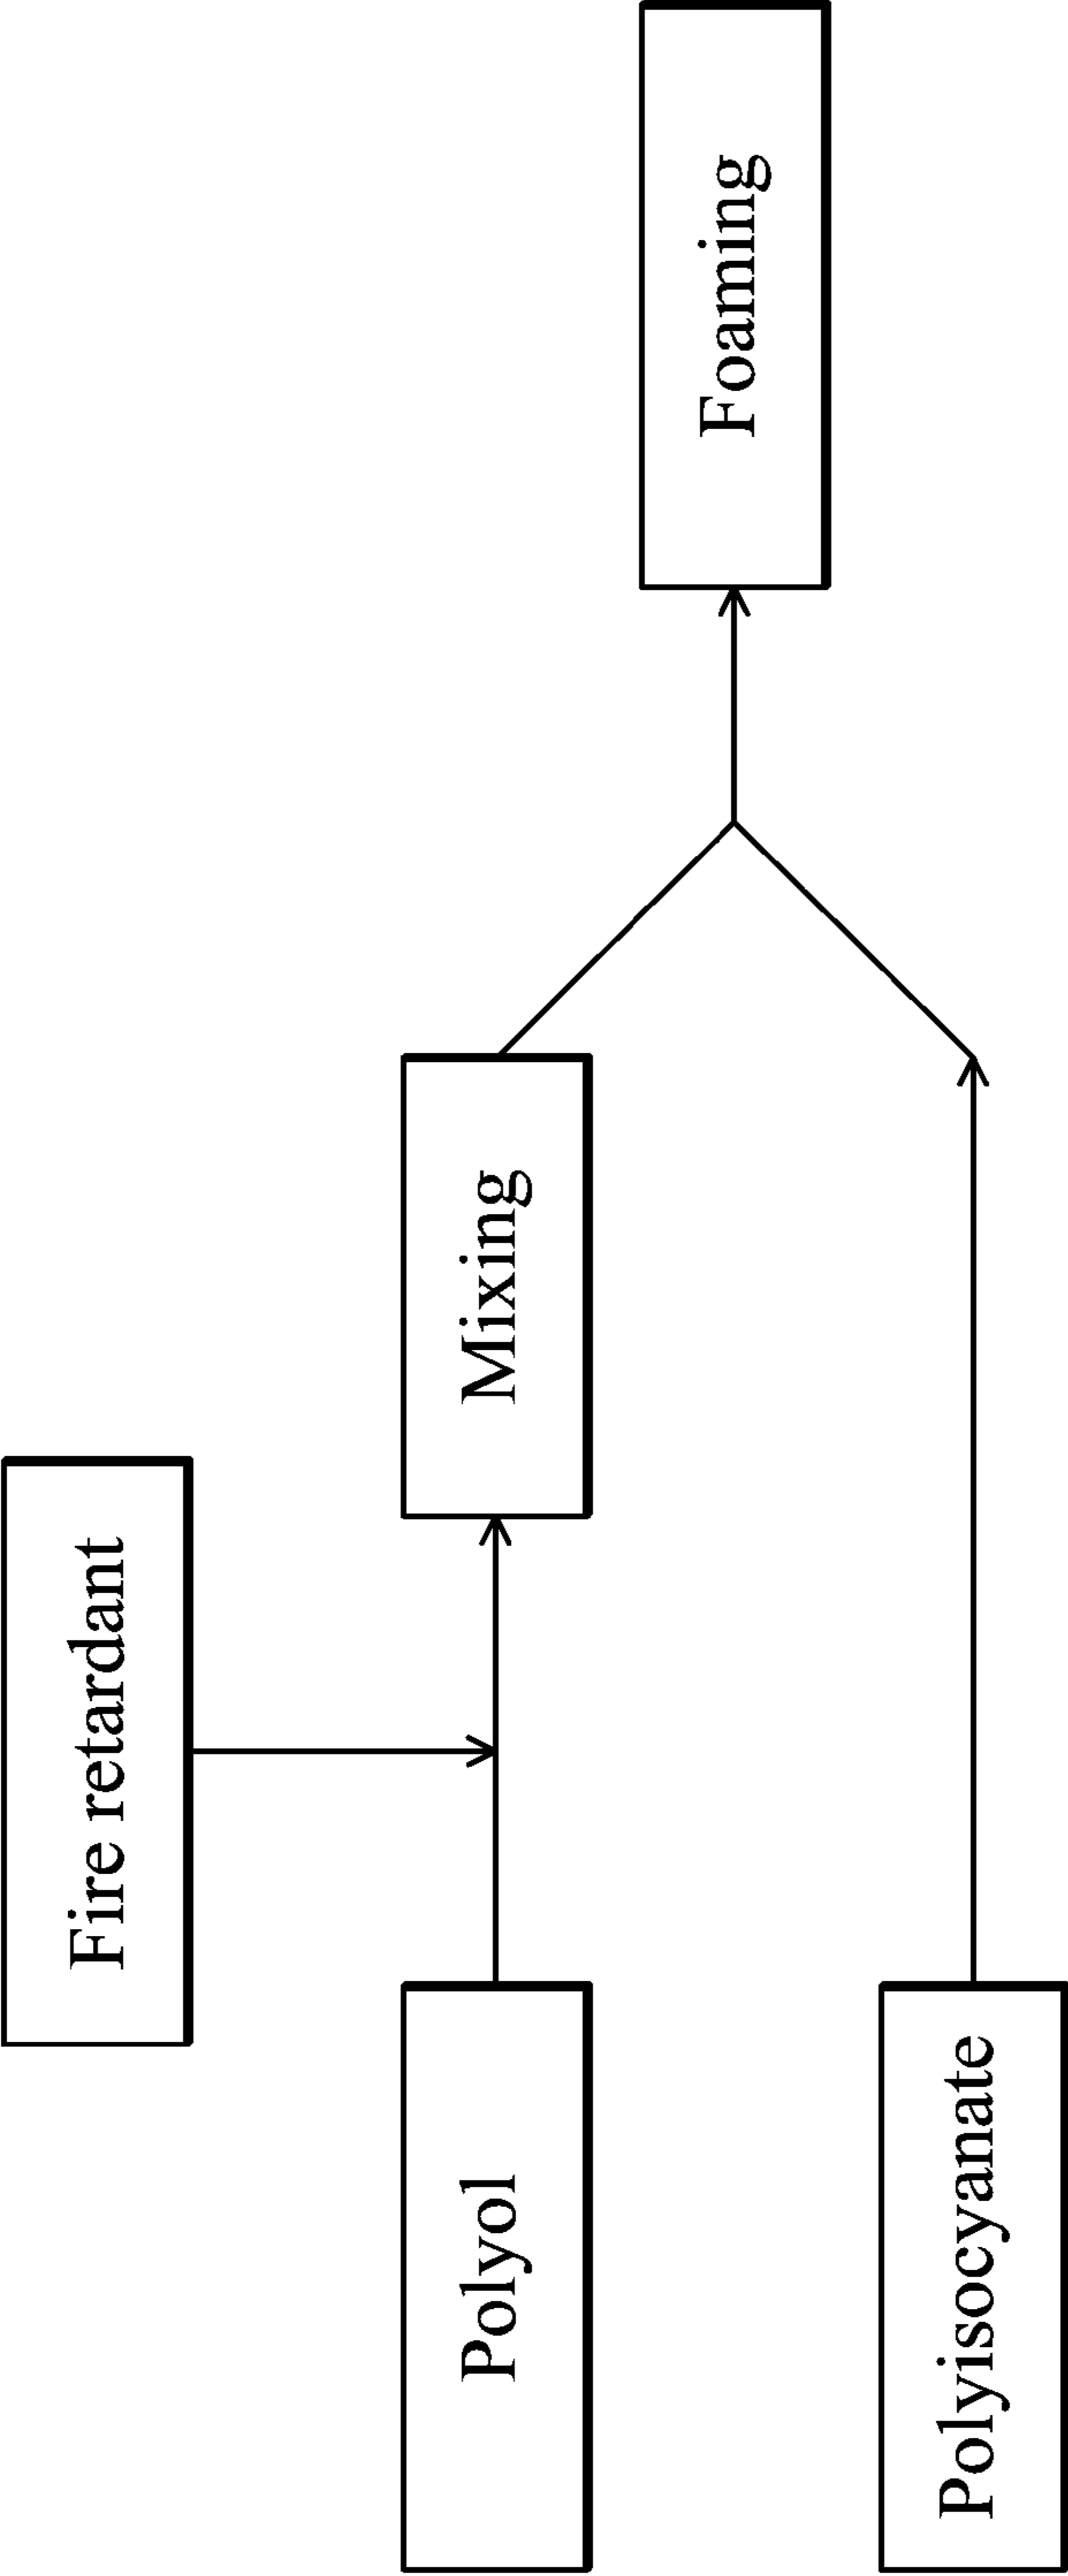 Fire retardant
Polyol
Mixing
Foaming
Polyisocyanate